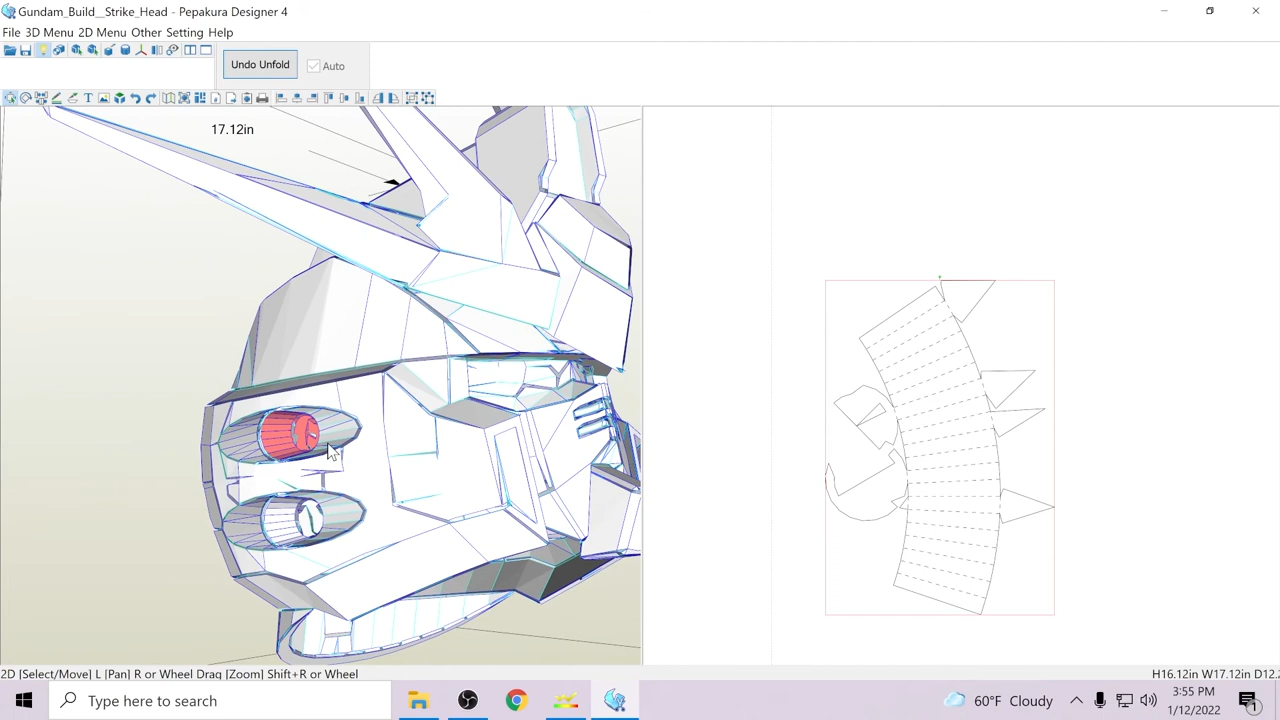 Gundam_Build__Strike_Head - Pepakura Designer 4
File 3D Menu 2D Menu Other Setting Help
Undo Unfold
Auto
17.12in
2D [Select/Move] L [Pan] R or Wheel Drag [Zoom] Shift+R or Wheel
H16.12in W17.12in D12.
Type here to search
60°F Cloudy
3:55 PM
1/12/2022
1